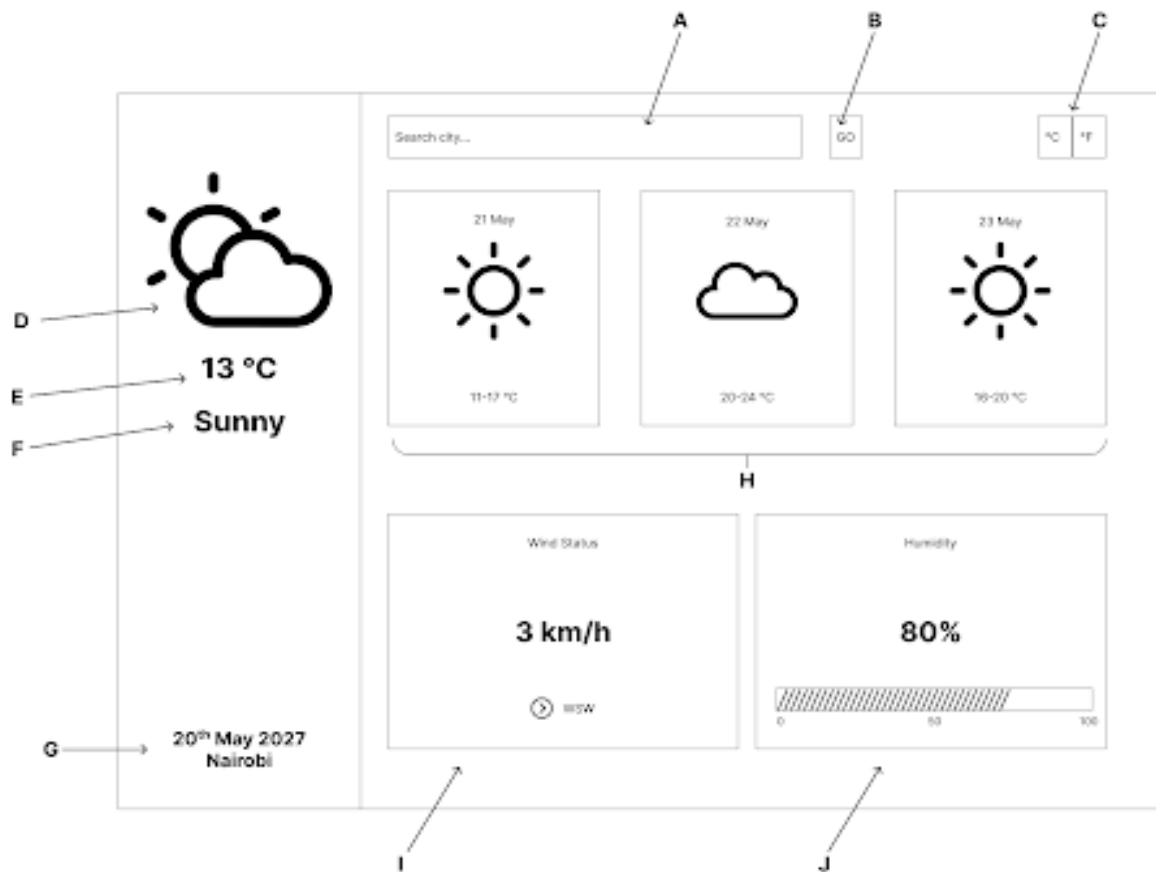 A
B
C
Search city...
GO
°C
°F
21 May
22 May
23 May
D
13 °C
E
Sunny
F
11-17 °C
20-24 °C
16-20 °C
H
Wind Status
Humidity
3 km/h
80%
WSW
0
50
100
G
20th May 2027
Nairobi
I
J